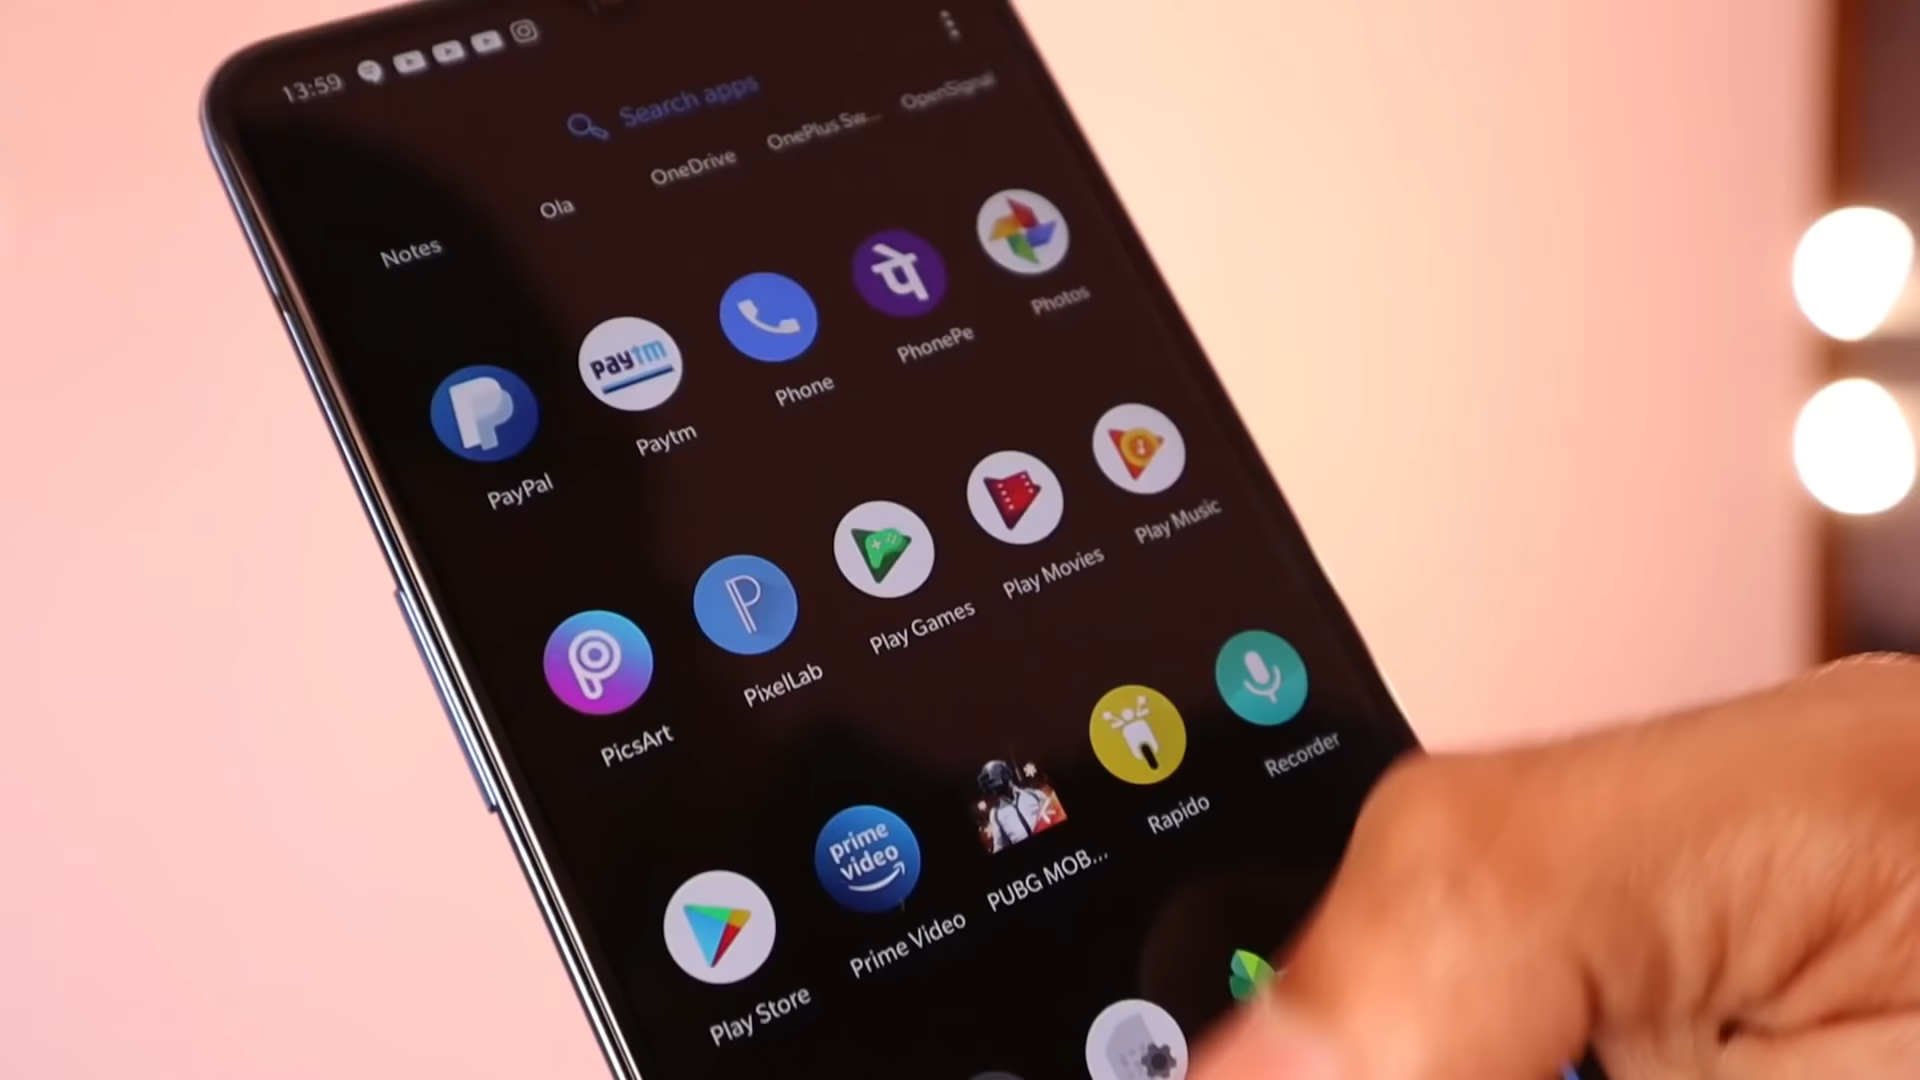 13:59
Search apps
Notes
Ola
OneDrive
OnePlus Sw...
OpenSignal
PayPal
paytm
Paytm
Phone
पे
PhonePe
Photos
PicsArt
PixelLab
Play Games
Play Movies
Play Music
Play Store
prime
video
Prime Video
PUBG MOB...
Rapido
Recorder